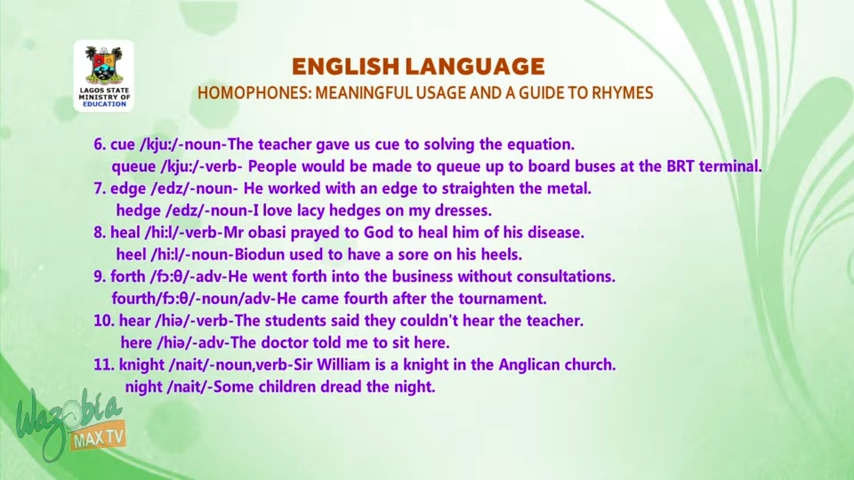 LAGOS STATE
MINISTRY OF
EDUCATION
ENGLISH LANGUAGE
HOMOPHONES: MEANINGFUL USAGE AND A GUIDE TO RHYMES
6. cue /kju:/-noun-The teacher gave us cue to solving the equation.
queue /kju:/-verb- People would be made to queue up to board buses at the BRT terminal.
7. edge /edz/-noun- He worked with an edge to straighten the metal.
hedge /edz/-noun-I love lacy hedges on my dresses.
8. heal /hi:l/-verb-Mr obasi prayed to God to heal him of his disease.
heel /hi:l/-noun-Biodun used to have a sore on his heels.
9. forth /fɔ:θ/-adv-He went forth into the business without consultations.
fourth/fɔ:θ/-noun/adv-He came fourth after the tournament.
10. hear /hiə/-verb-The students said they couldn't hear the teacher.
here /hiə/-adv-The doctor told me to sit here.
11. knight /nait/-noun,verb-Sir William is a knight in the Anglican church.
night /nait/-Some children dread the night.
Wazobia
MAX TV